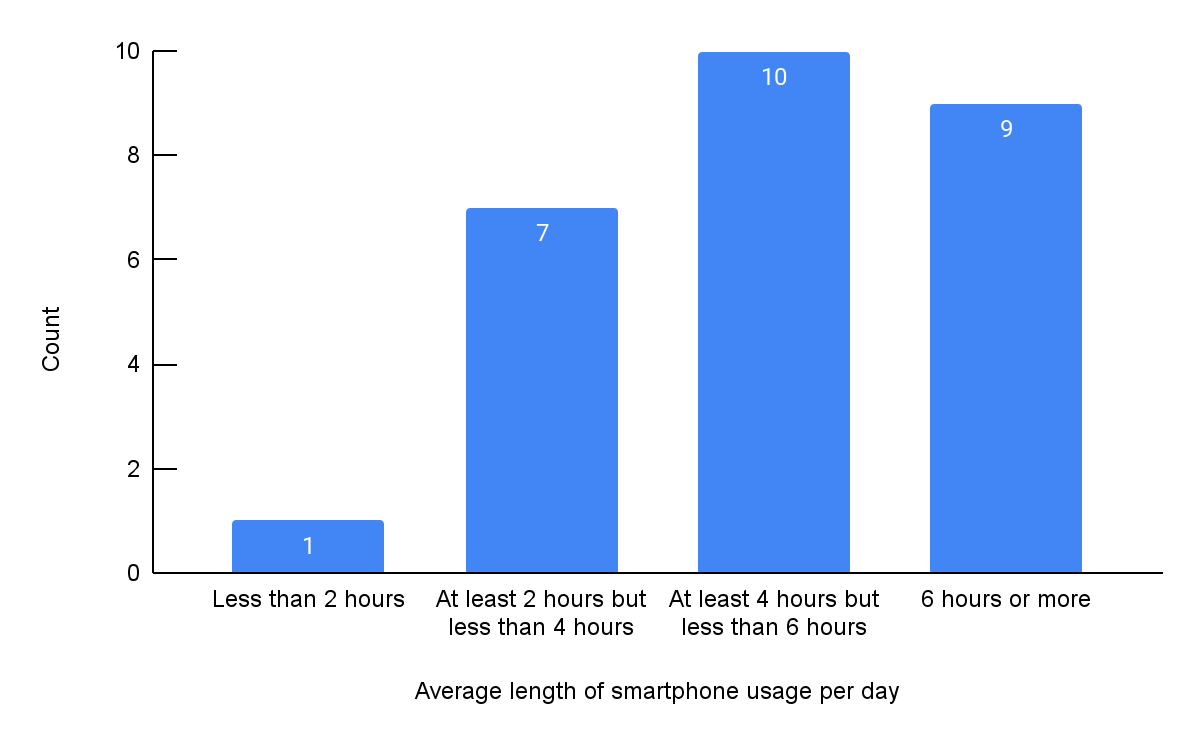 10
8
6
4
2
0
Count
1
7
10
9
Less than 2 hours
At least 2 hours but
less than 4 hours
At least 4 hours but
less than 6 hours
6 hours or more
Average length of smartphone usage per day